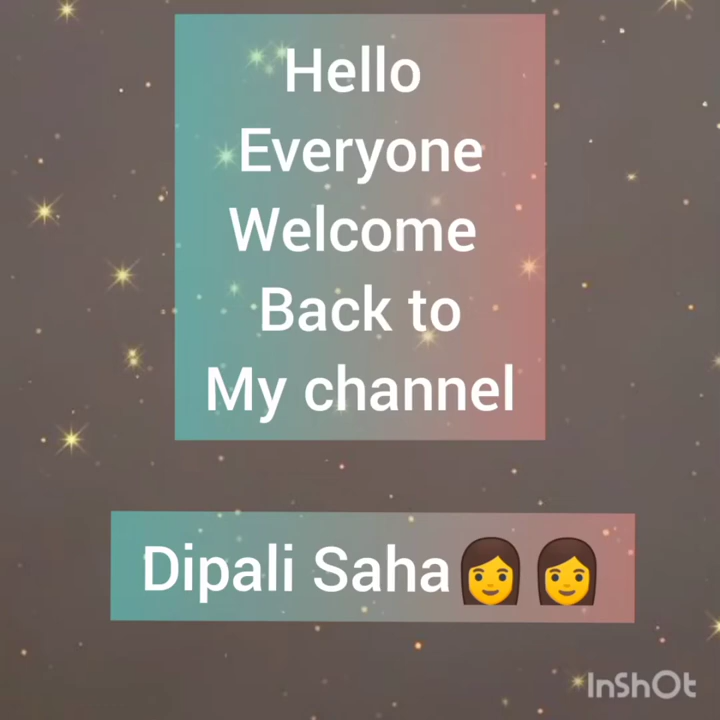 Hello
Everyone
Welcome
Back to
My channel
Dipali Saha👩👩
InShOt